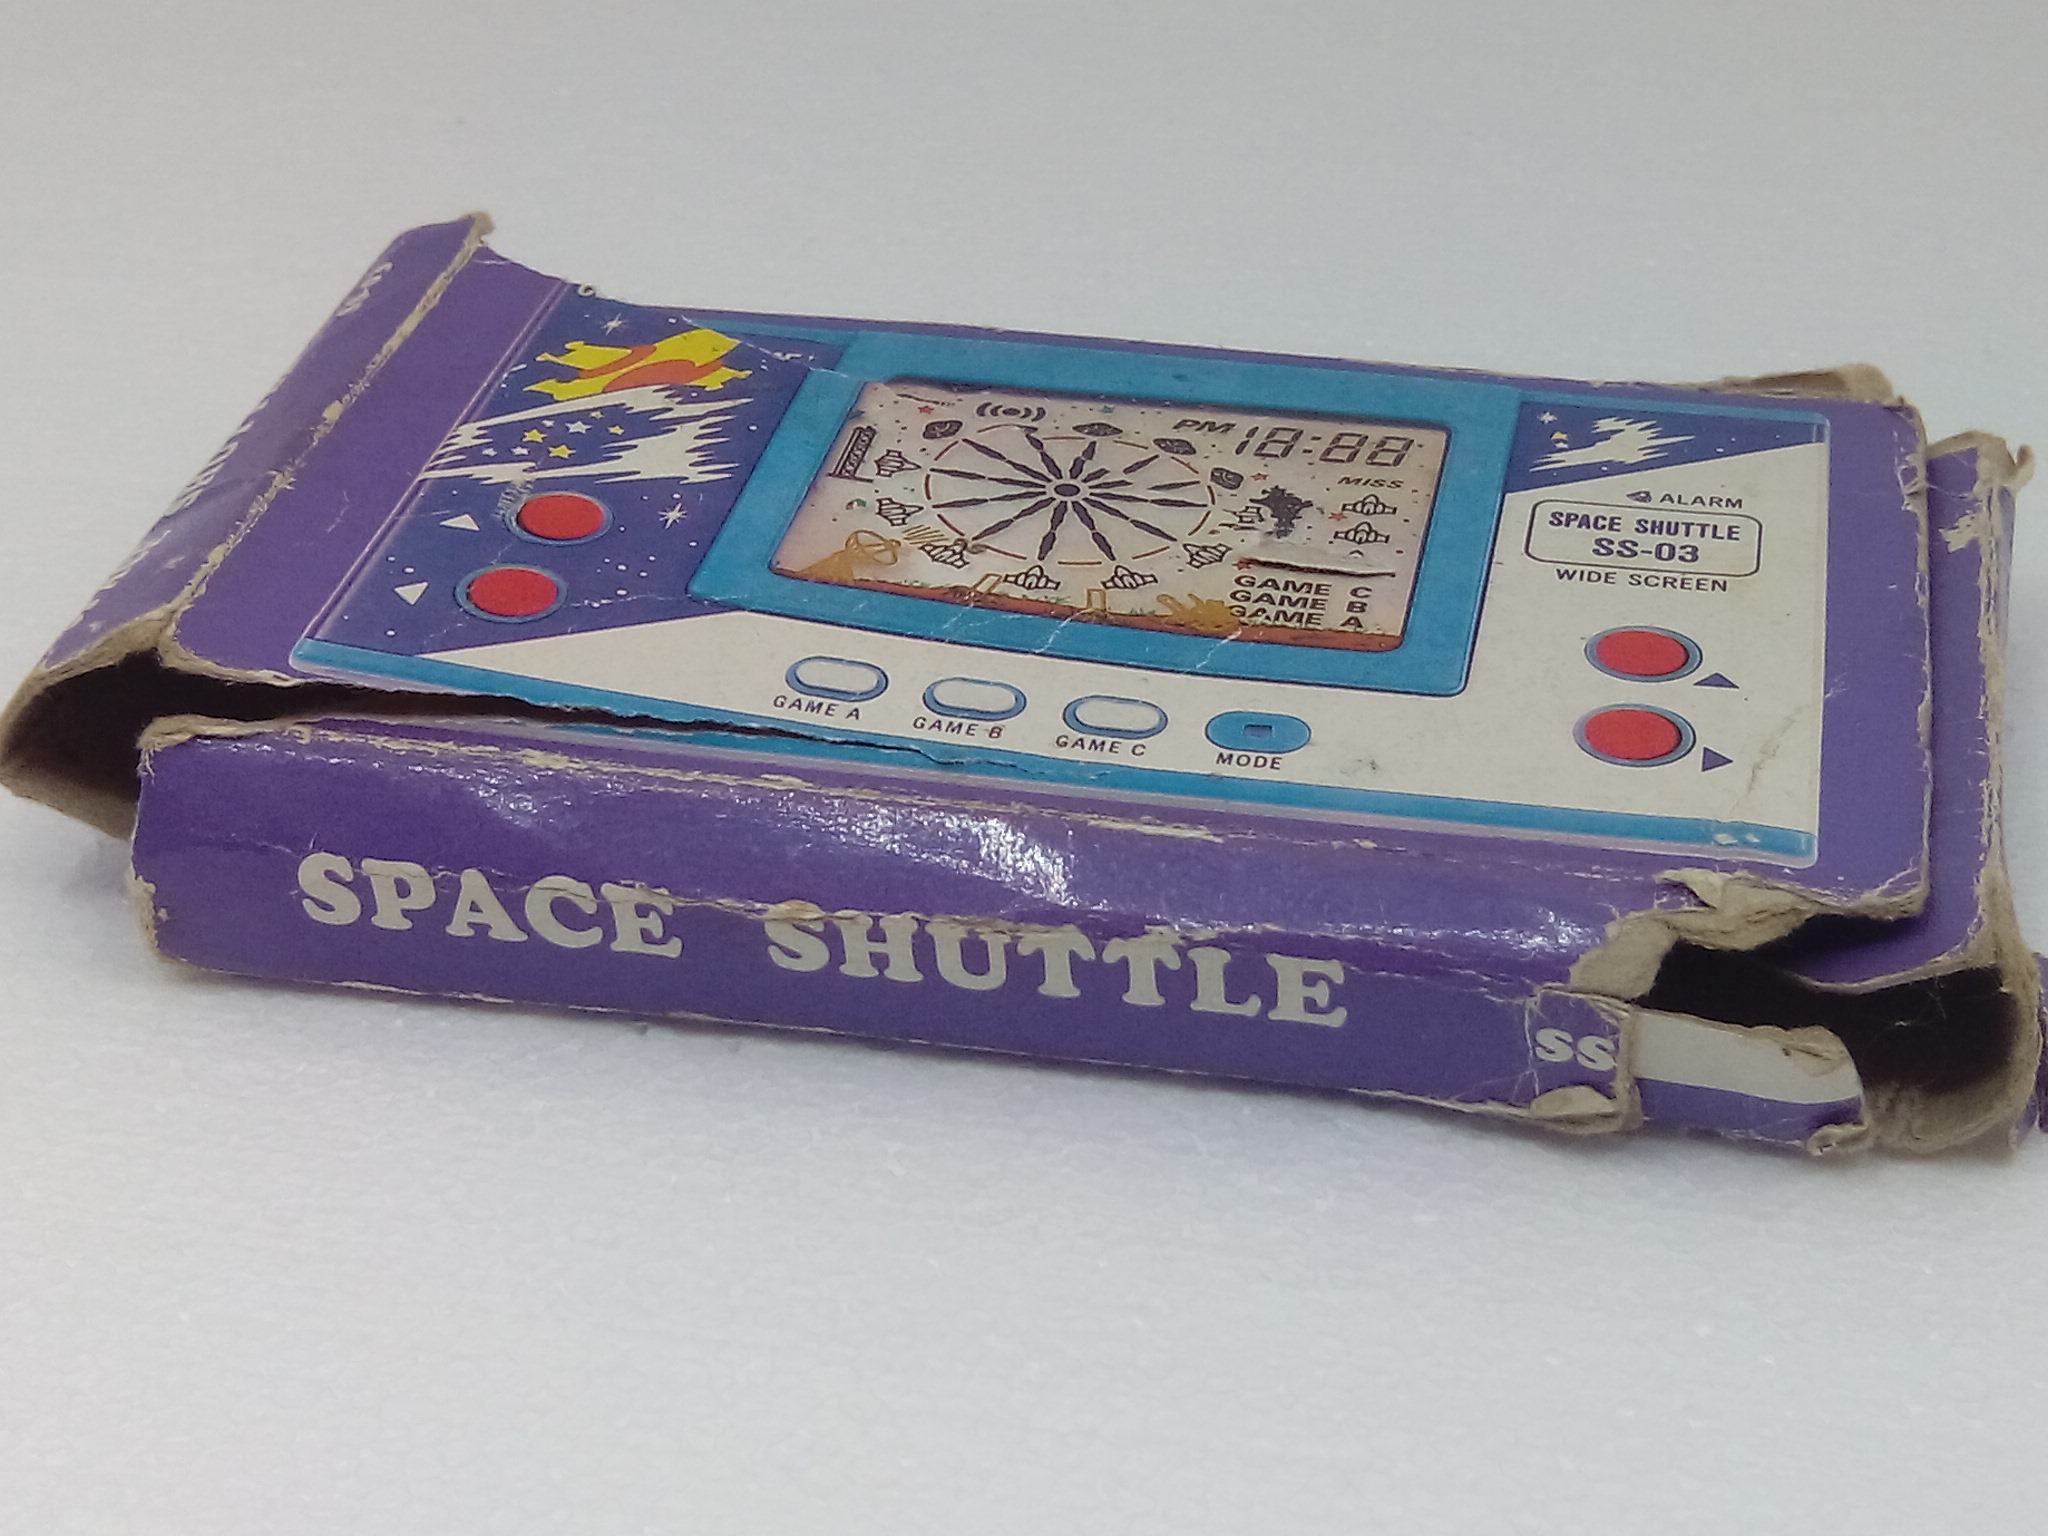 PM 18:88
MISS
GAME C
GAME B
GAME A
ALARM
SPACE SHUTTLE
SS-03
WIDE SCREEN
GAME A
GAME B
GAME C
MODE
SPACE SHUTTLE
SS